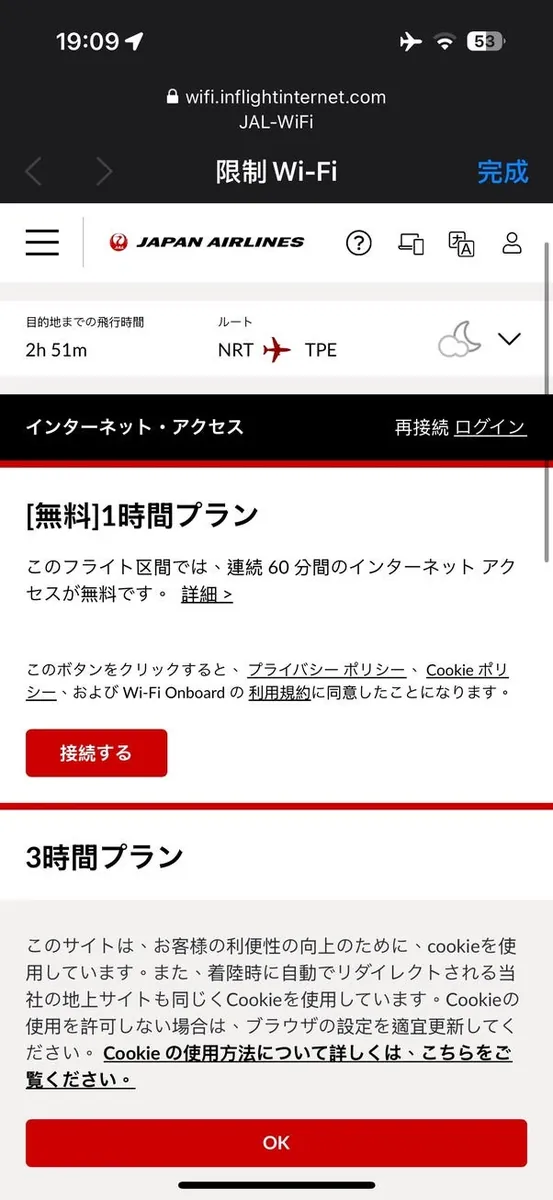 19:09
53
wifi.inflightinternet.com
JAL-WiFi
限制 Wi-Fi
完成
JAL
JAPAN AIRLINES
目的地までの飛行時間
ルート
2h 51m
NRT TPE
インターネット・アクセス
再接続 ログイン
[無料]1時間プラン
このフライト区間では、連続 60 分間のインターネット アク
セスが無料です。 詳細 >
このボタンをクリックすると、 プライバシー ポリシー、 Cookie ポリ
シー、および Wi-Fi Onboard の 利用規約に同意したことになります。
接続する
3時間プラン
このサイトは、お客様の利便性の向上のために、cookieを使
用しています。また、着陸時に自動でリダイレクトされる当
社の地上サイトも同じくCookieを使用しています。Cookieの
使用を許可しない場合は、ブラウザの設定を適宜更新してく
ださい。 Cookie の使用方法について詳しくは、こちらをご
覧ください。
OK